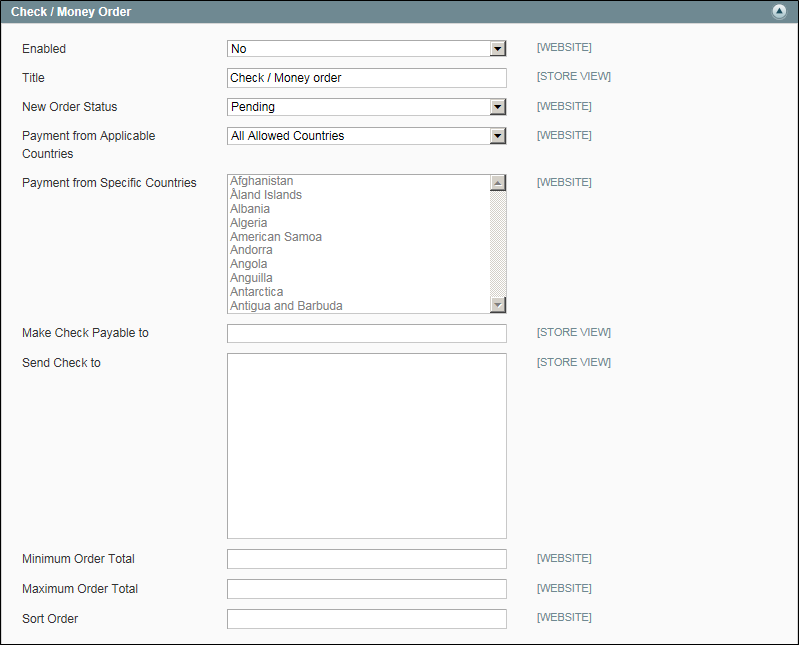 Check / Money Order
Enabled No [WEBSITE]
Title Check / Money order [STORE VIEW]
New Order Status Pending [WEBSITE]
Payment from Applicable Countries All Allowed Countries [WEBSITE]
Payment from Specific Countries Afghanistan [WEBSITE]
Åland Islands
Albania
Algeria
American Samoa
Andorra
Angola
Anguilla
Antarctica
Antigua and Barbuda
Make Check Payable to [STORE VIEW]
Send Check to [STORE VIEW]
Minimum Order Total [WEBSITE]
Maximum Order Total [WEBSITE]
Sort Order [WEBSITE]